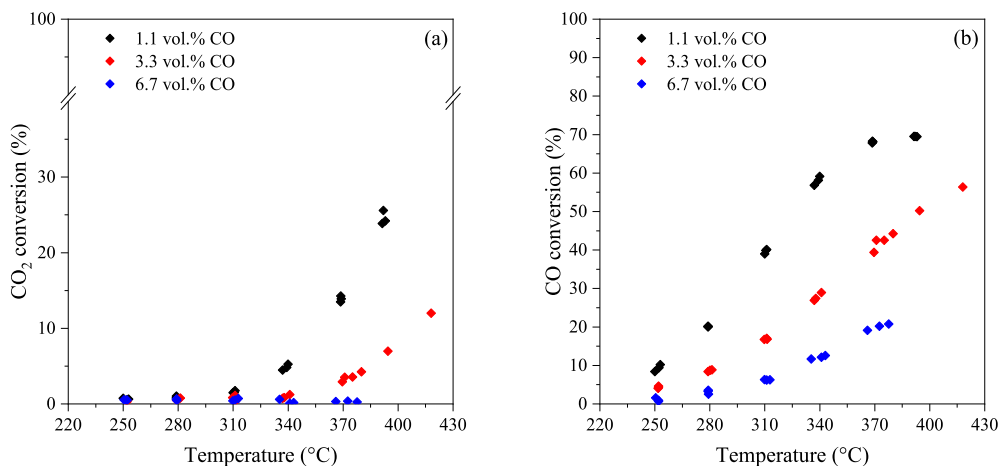 100
1.1 vol.% CO
3.3 vol.% CO
6.7 vol.% CO
(a)
30
20
10
0
CO2 conversion (%)
220 250 280 310 340 370 400 430
Temperature (°C)
100
90
80
70
60
50
40
30
20
10
0
1.1 vol.% CO
3.3 vol.% CO
6.7 vol.% CO
(b)
CO conversion (%)
220 250 280 310 340 370 400 430
Temperature (°C)